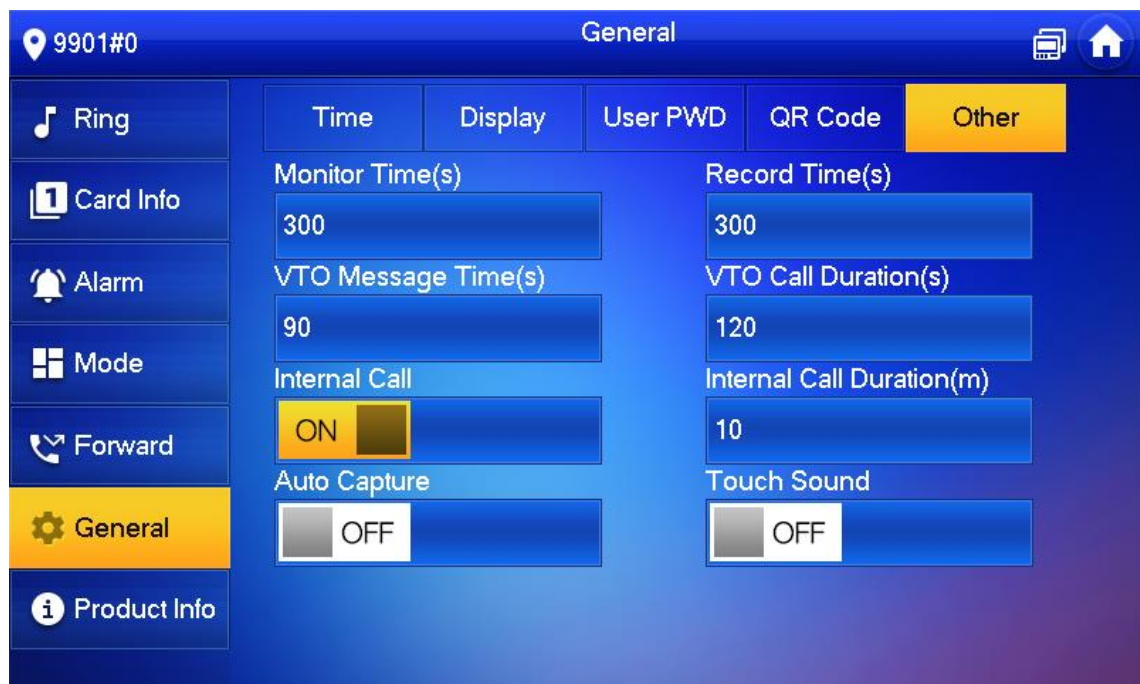 9901#0
General
Ring
Card Info
Alarm
Mode
Forward
General
Product Info
Time
Display
User PWD
QR Code
Other
Monitor Time(s)
300
Record Time(s)
300
VTO Message Time(s)
90
VTO Call Duration(s)
120
Internal Call
ON
Internal Call Duration(m)
10
Auto Capture
OFF
Touch Sound
OFF